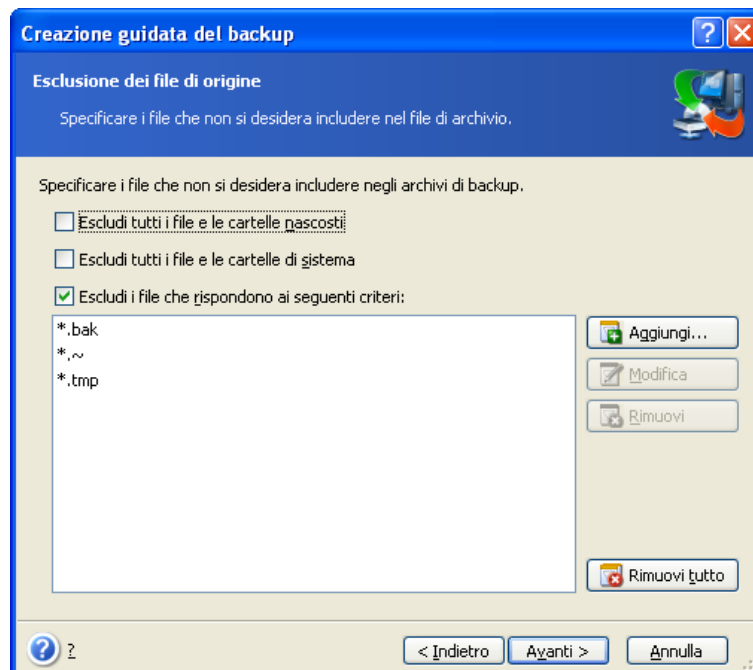 Creazione guidata del backup
Esclusione dei file di origine
Specificare i file che non si desidera includere nel file di archivio.
Specificare i file che non si desidera includere negli archivi di backup.
Escludi tutti i file e le cartelle nascosti
Escludi tutti i file e le cartelle di sistema
Escludi i file che rispondono ai seguenti criteri:
*.bak
*.~
*.tmp
Aggiungi...
Modifica
Rimuovi
Rimuovi tutto
?
< Indietro
Avanti >
Annulla